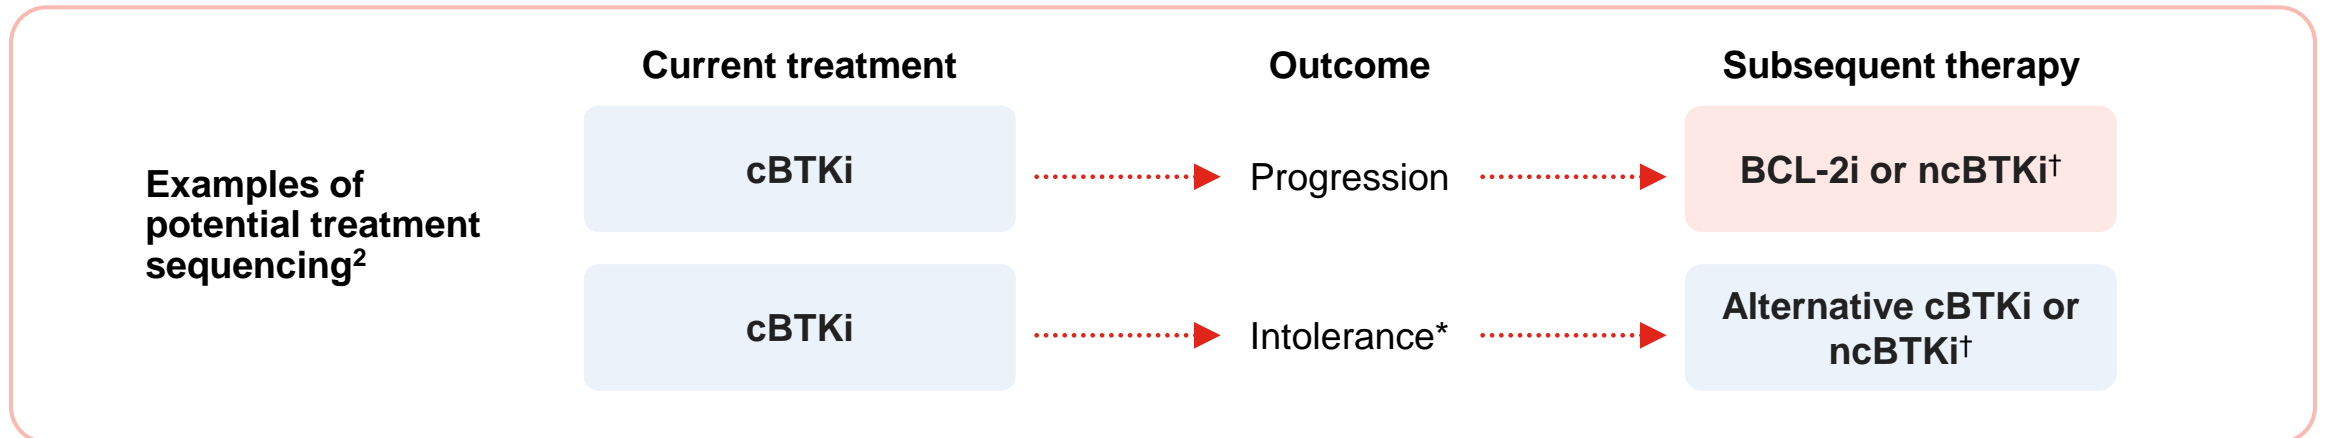 Current treatment
Outcome
Subsequent therapy
Examples of
potential treatment
sequencing²
cBTKi
Progression
BCL-2i or ncBTKi†
cBTKi
Intolerance*
Alternative cBTKi or
ncBTKi†